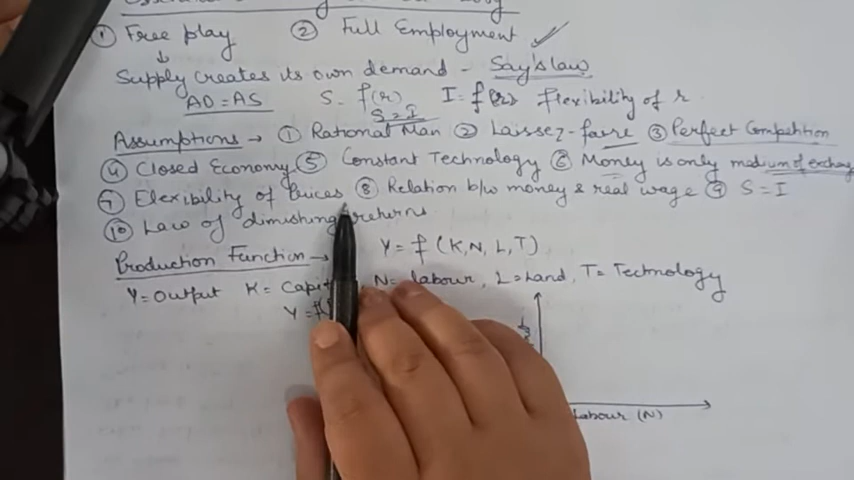 ① Free play ② Full Employment
Supply creates its own demand - Say's law
AD = AS S = f(r) I = f(r) flexibility of r
S = I
Assumptions → ① Rational Man ② Laissez-faire ③ Perfect Competition
④ Closed Economy ⑤ Constant Technology ⑥ Money is only medium of exchange
⑦ Flexibility of Prices ⑧ Relation b/w money & real wage ⑨ S = I
⑩ Law of diminishing returns
Production Function → Y = f (K, N, L, T)
Y = Output K = N = labour, L = Land, T = Technology
Y = f
Labour (N)